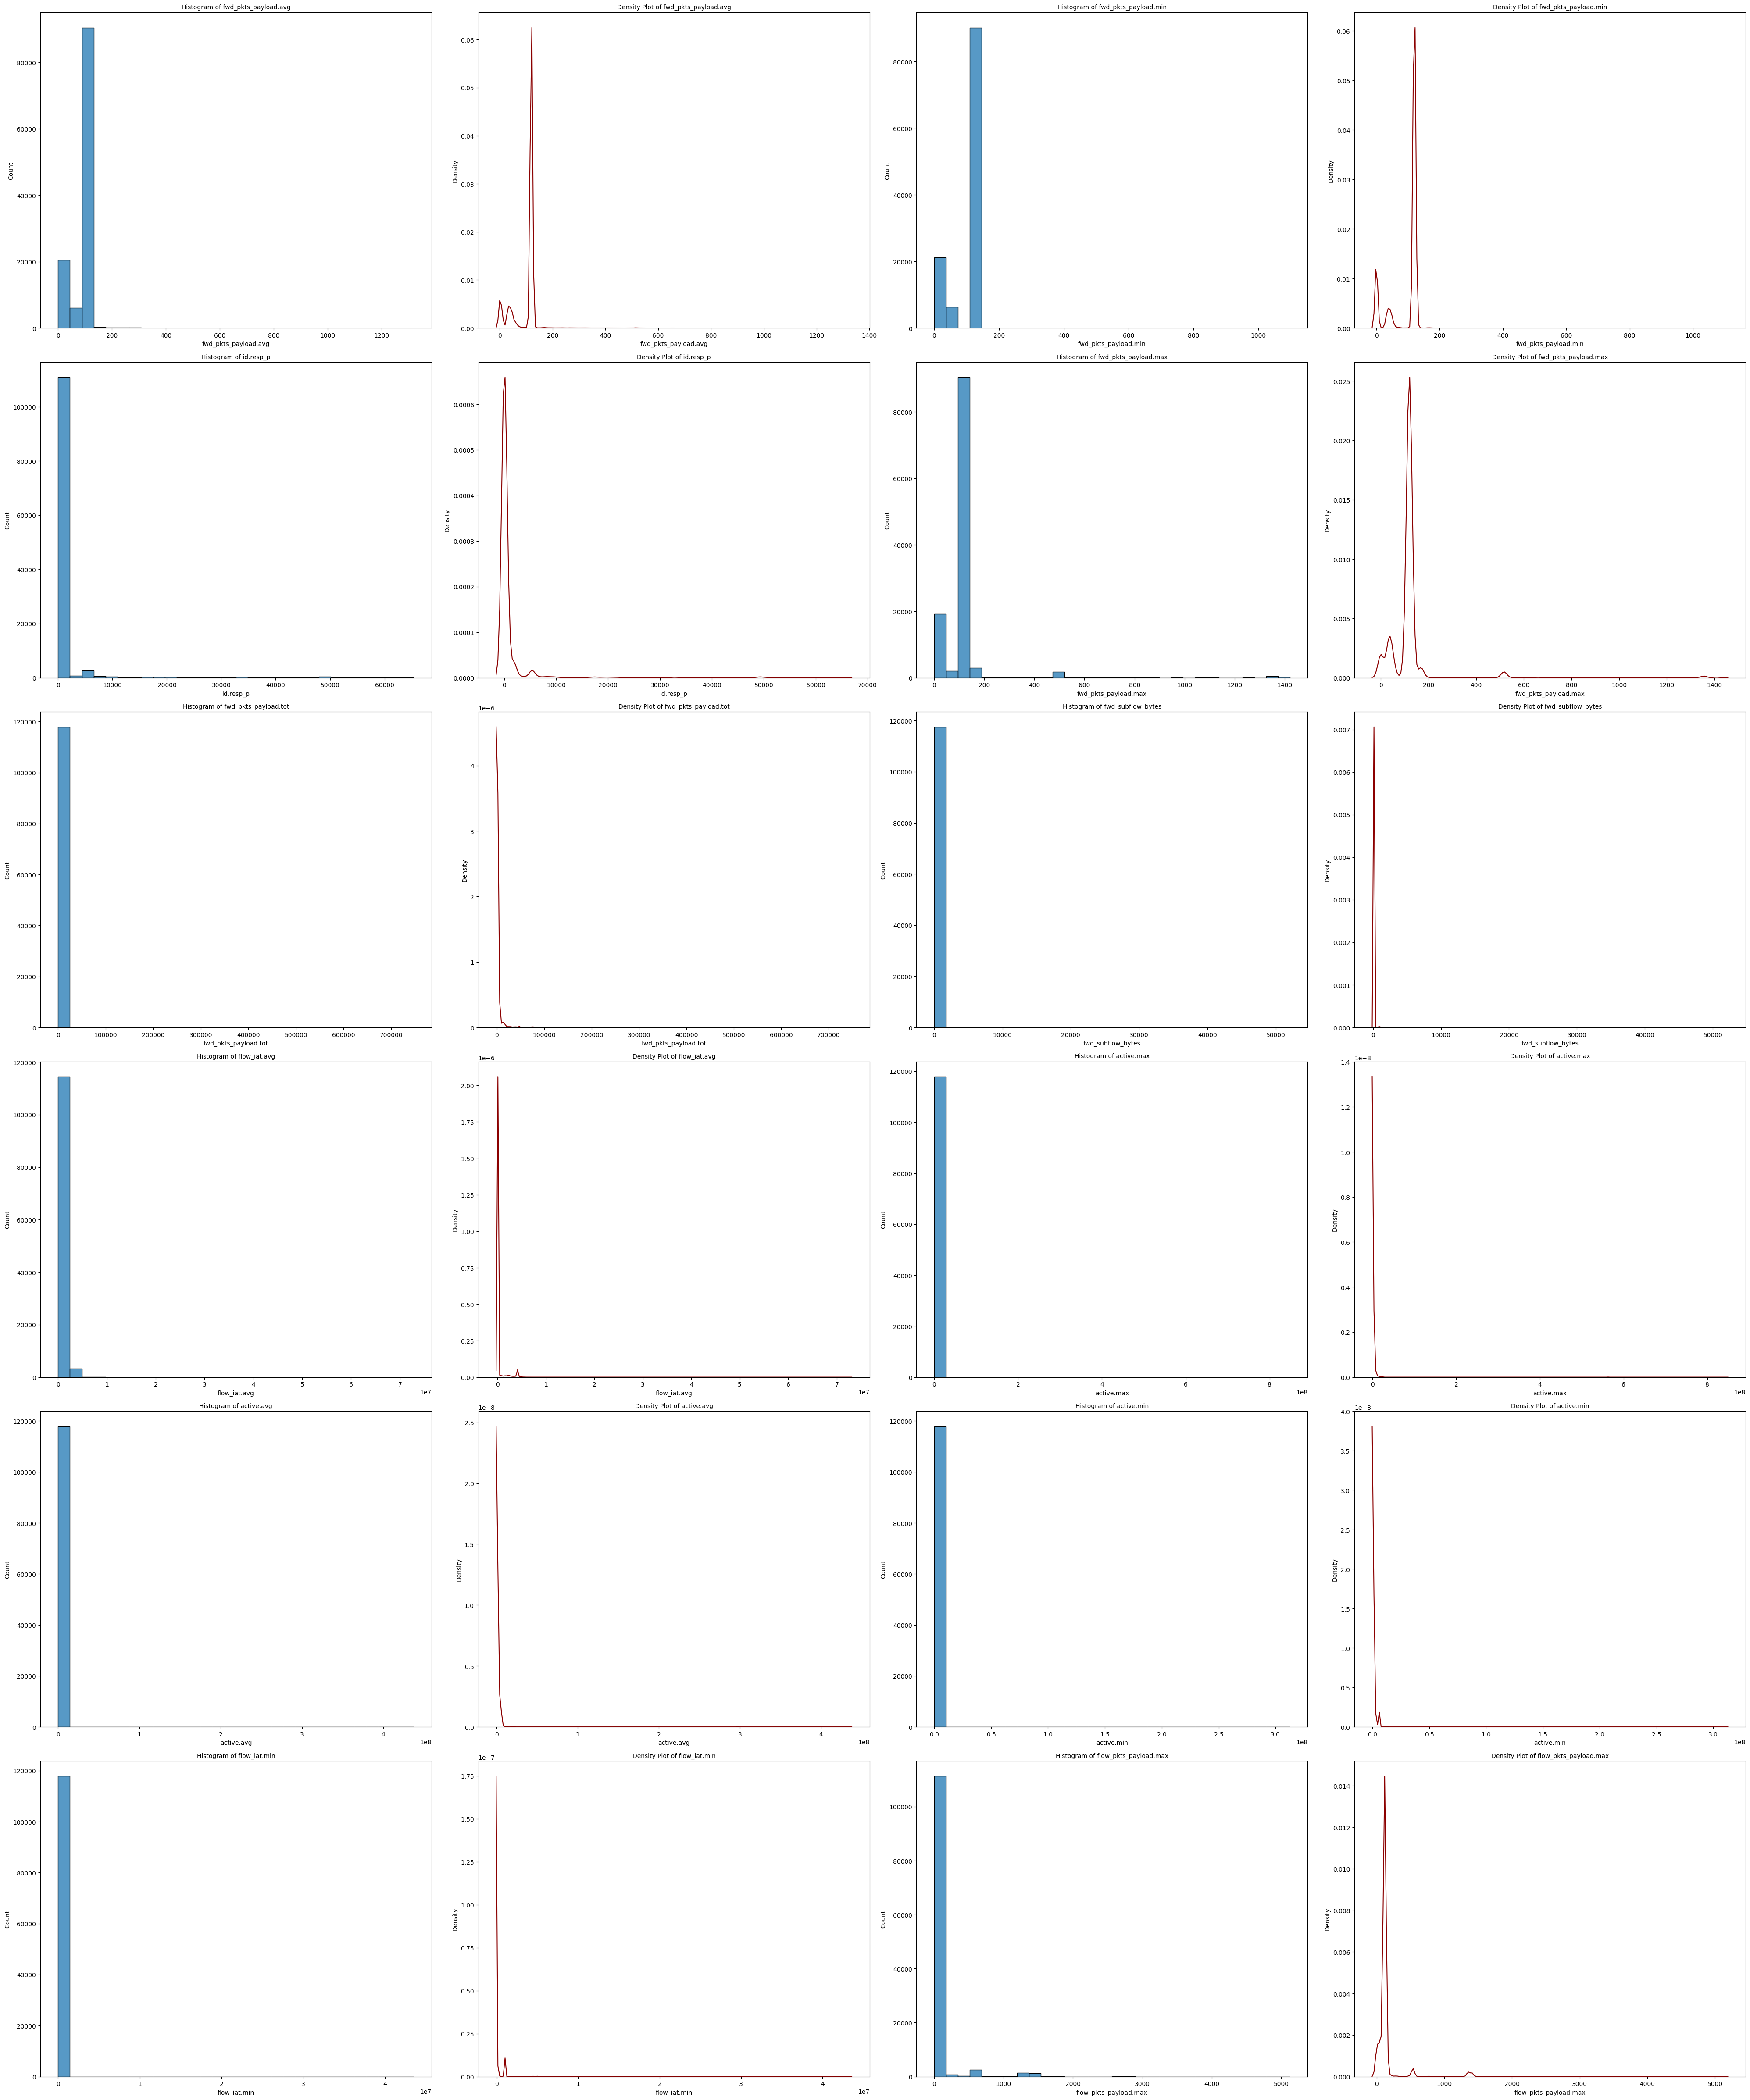 Histogram of fwd_pkts_payload.avg
Density Plot of fwd_pkts_payload.avg
Histogram of fwd_pkts_payload.min
Density Plot of fwd_pkts_payload.min
Count
80000
60000
40000
20000
0
0 200 400 600 800 1000 1200
fwd_pkts_payload.avg
Density
0.06
0.05
0.04
0.03
0.02
0.01
0.00
0 200 400 600 800 1000 1200 1400
fwd_pkts_payload.avg
Count
80000
60000
40000
20000
0
0 200 400 600 800 1000
fwd_pkts_payload.min
Density
0.06
0.05
0.04
0.03
0.02
0.01
0.00
0 200 400 600 800 1000
fwd_pkts_payload.min
Histogram of id.resp_p
Density Plot of id.resp_p
Histogram of fwd_pkts_payload.max
Density Plot of fwd_pkts_payload.max
Count
100000
80000
60000
40000
20000
0
0 10000 20000 30000 40000 50000 60000
id.resp_p
Density
0.0006
0.0005
0.0004
0.0003
0.0002
0.0001
0.0000
0 10000 20000 30000 40000 50000 60000 70000
id.resp_p
Count
80000
60000
40000
20000
0
0 200 400 600 800 1000 1200 1400
fwd_pkts_payload.max
Density
0.025
0.020
0.015
0.010
0.005
0.000
0 200 400 600 800 1000 1200 1400
fwd_pkts_payload.max
Histogram of fwd_pkts_payload.tot
Density Plot of fwd_pkts_payload.tot
Histogram of fwd_subflow_bytes
Density Plot of fwd_subflow_bytes
Count
120000
100000
80000
60000
40000
20000
0
0 100000 200000 300000 400000 500000 600000 700000
fwd_pkts_payload.tot
1e−6
Density
4
3
2
1
0
0 100000 200000 300000 400000 500000 600000 700000
fwd_pkts_payload.tot
Count
120000
100000
80000
60000
40000
20000
0
0 10000 20000 30000 40000 50000
fwd_subflow_bytes
Density
0.007
0.006
0.005
0.004
0.003
0.002
0.001
0.000
0 10000 20000 30000 40000 50000
fwd_subflow_bytes
Histogram of flow_iat.avg
Density Plot of flow_iat.avg
Histogram of active.max
Density Plot of active.max
Count
120000
100000
80000
60000
40000
20000
0
0 1 2 3 4 5 6 7
1e7
flow_iat.avg
1e−6
Density
2.00
1.75
1.50
1.25
1.00
0.75
0.50
0.25
0.00
0 1 2 3 4 5 6 7
1e7
flow_iat.avg
Count
120000
100000
80000
60000
40000
20000
0
0 2 4 6 8
1e8
active.max
1e−8
Density
1.4
1.2
1.0
0.8
0.6
0.4
0.2
0.0
0 2 4 6 8
1e8
active.max
Histogram of active.avg
Density Plot of active.avg
Histogram of active.min
Density Plot of active.min
Count
120000
100000
80000
60000
40000
20000
0
0 1 2 3 4
1e8
active.avg
1e−8
Density
2.5
2.0
1.5
1.0
0.5
0.0
0 1 2 3 4
1e8
active.avg
Count
120000
100000
80000
60000
40000
20000
0
0.0 0.5 1.0 1.5 2.0 2.5 3.0
1e8
active.min
1e−8
Density
4.0
3.5
3.0
2.5
2.0
1.5
1.0
0.5
0.0
0.0 0.5 1.0 1.5 2.0 2.5 3.0
1e8
active.min
Histogram of flow_iat.min
Density Plot of flow_iat.min
Histogram of flow_pkts_payload.max
Density Plot of flow_pkts_payload.max
Count
120000
100000
80000
60000
40000
20000
0
0 1 2 3 4
1e7
flow_iat.min
1e−7
Density
1.75
1.50
1.25
1.00
0.75
0.50
0.25
0.00
0 1 2 3 4
1e7
flow_iat.min
Count
100000
80000
60000
40000
20000
0
0 1000 2000 3000 4000 5000
flow_pkts_payload.max
Density
0.014
0.012
0.010
0.008
0.006
0.004
0.002
0.000
0 1000 2000 3000 4000 5000
flow_pkts_payload.max